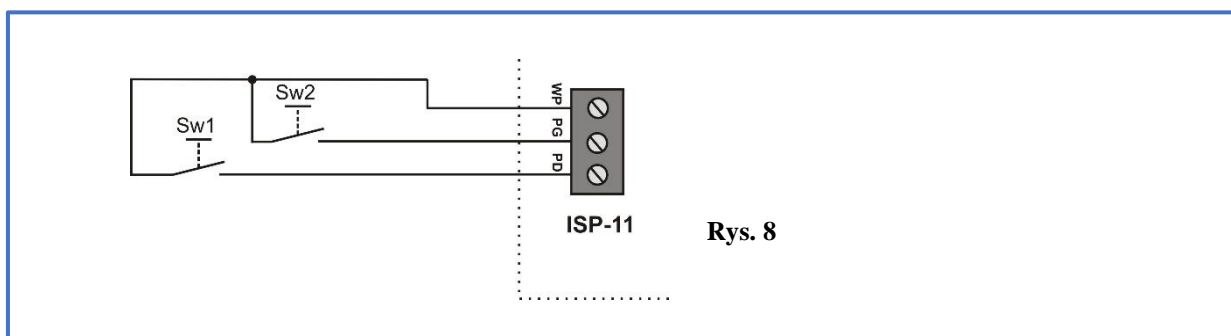 WP
Sw2
PG
Sw1
PD
ISP-11
Rys. 8